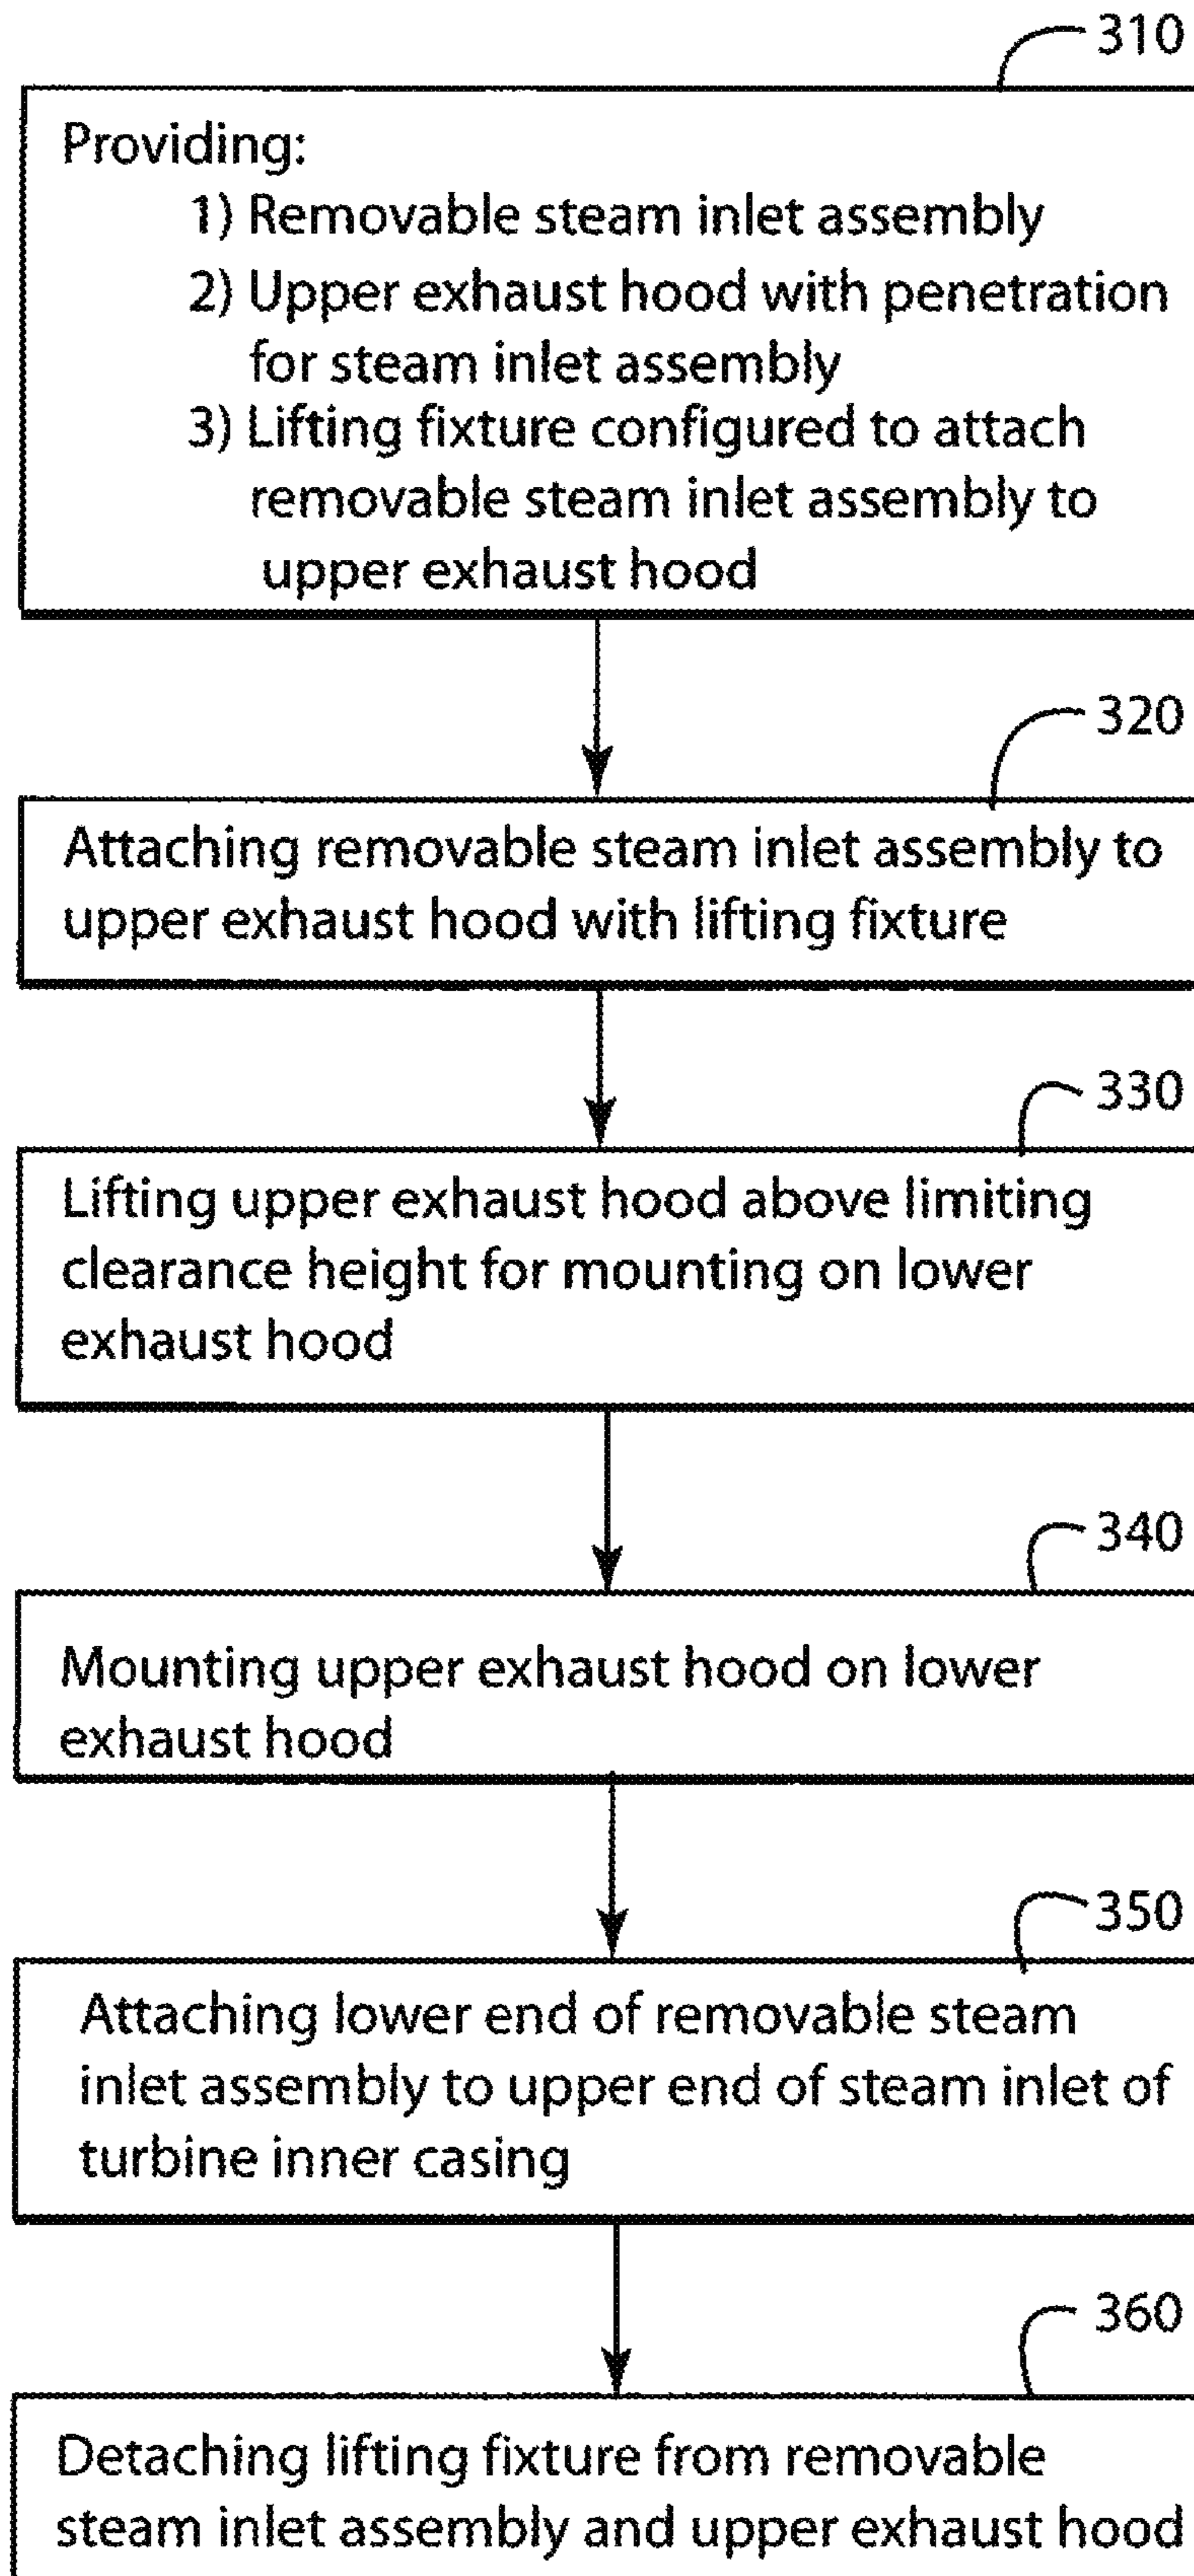 310
Providing:
1) Removable steam inlet assembly
2) Upper exhaust hood with penetration
for steam inlet assembly
3) Lifting fixture configured to attach
removable steam inlet assembly to
upper exhaust hood
320
Attaching removable steam inlet assembly to
upper exhaust hood with lifting fixture
330
Lifting upper exhaust hood above limiting
clearance height for mounting on lower
exhaust hood
340
Mounting upper exhaust hood on lower
exhaust hood
350
Attaching lower end of removable steam
inlet assembly to upper end of steam inlet of
turbine inner casing
360
Detaching lifting fixture from removable
steam inlet assembly and upper exhaust hood